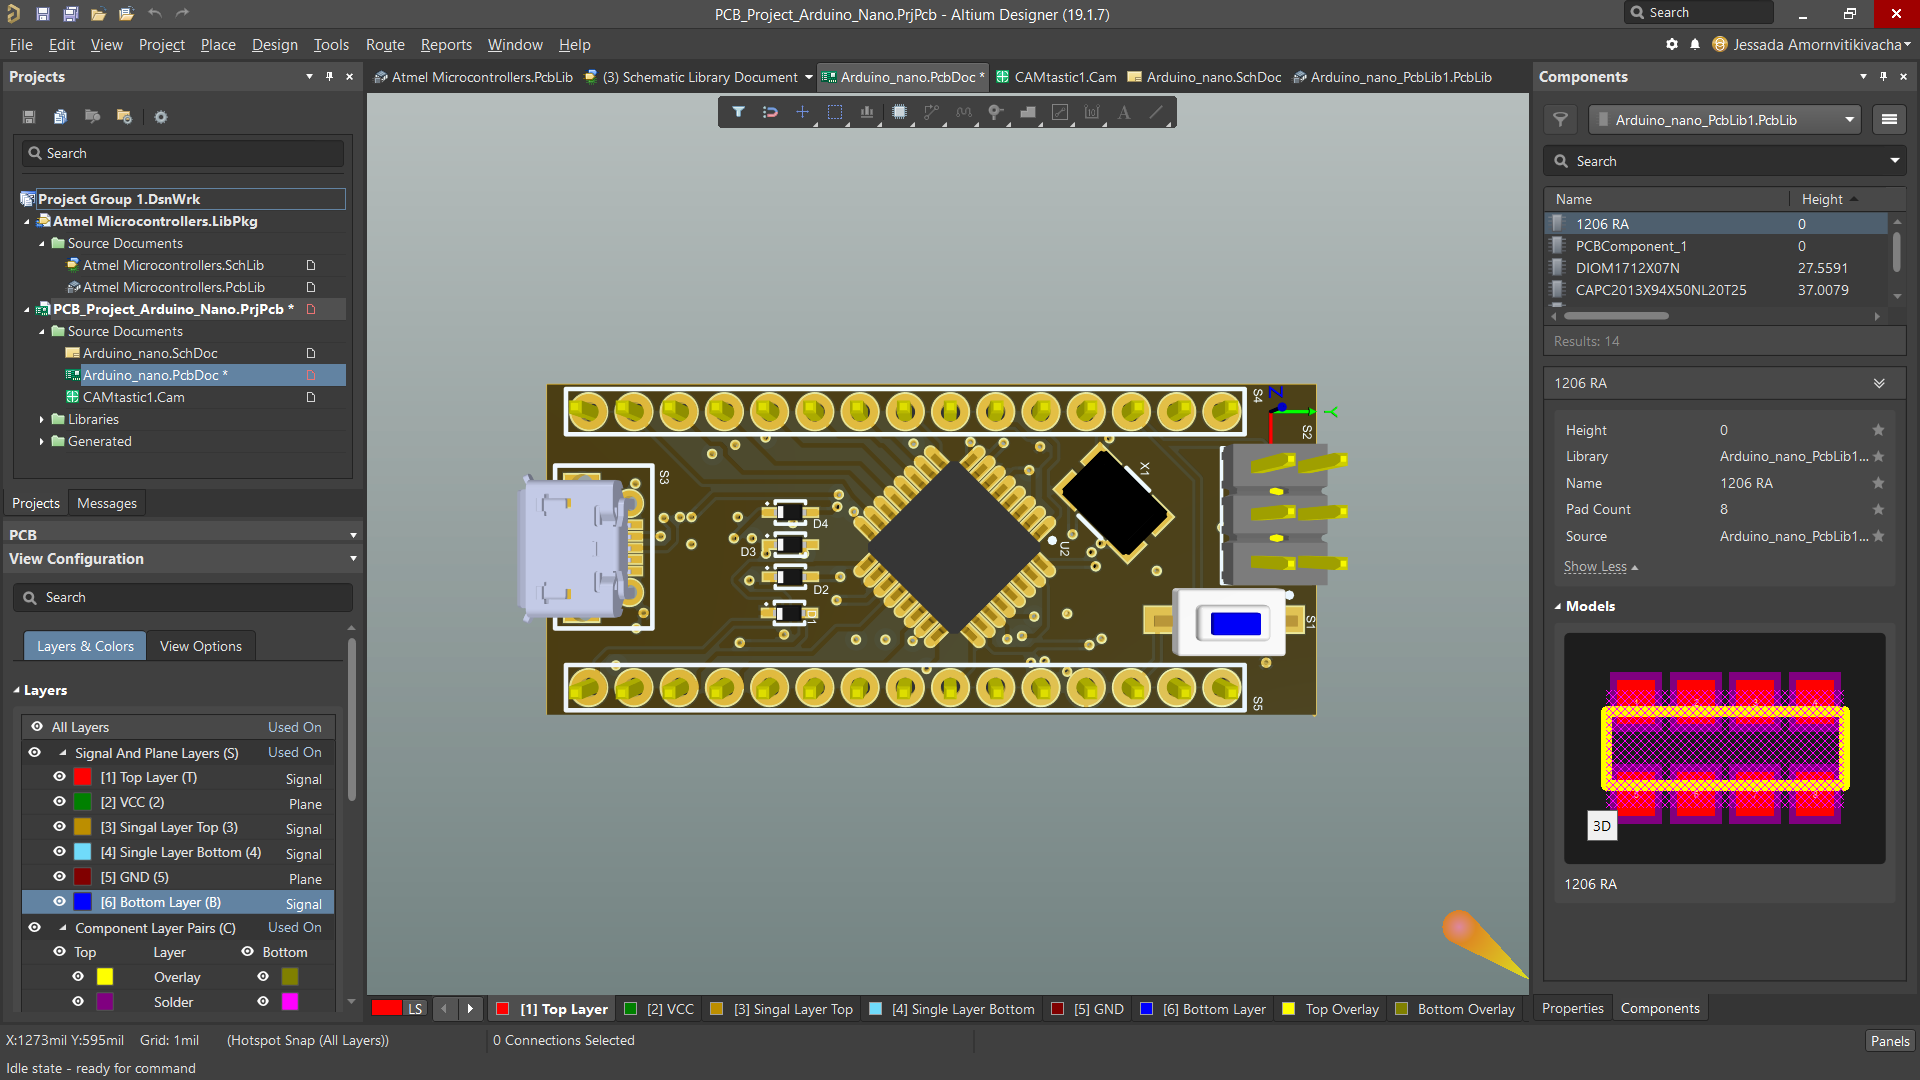 PCB_Project_Arduino_Nano.PrjPcb - Altium Designer (19.1.7)
Search
File Edit View Project Place Design Tools Route Reports Window Help
Jessada Amornvitikivacha
Projects
Atmel Microcontrollers.PcbLib
(3) Schematic Library Document
Arduino_nano.PcbDoc *
CAMtastic1.Cam
Arduino_nano.SchDoc
Arduino_nano_PcbLib1.PcbLib
Components
Search
Project Group 1.DsnWrk
Atmel Microcontrollers.LibPkg
Source Documents
Atmel Microcontrollers.SchLib
Atmel Microcontrollers.PcbLib
PCB_Project_Arduino_Nano.PrjPcb *
Source Documents
Arduino_nano.SchDoc
Arduino_nano.PcbDoc *
CAMtastic1.Cam
Libraries
Generated
Projects Messages
PCB
View Configuration
Search
Layers & Colors View Options
Layers
All Layers Used On
Signal And Plane Layers (S) Used On
[1] Top Layer (T) Signal
[2] VCC (2) Plane
[3] Singal Layer Top (3) Signal
[4] Single Layer Bottom (4) Signal
[5] GND (5) Plane
[6] Bottom Layer (B) Signal
Component Layer Pairs (C) Used On
Top Layer Bottom
Overlay
Solder
S4
Z
Y
S2
S3
X1
D4
D3
U2
D2
1
S1
S5
LS
[1] Top Layer
[2] VCC
[3] Singal Layer Top
[4] Single Layer Bottom
[5] GND
[6] Bottom Layer
Top Overlay
Bottom Overlay
Arduino_nano_PcbLib1.PcbLib
Search
Name Height
1206 RA 0
PCBComponent_1 0
DIOM1712X07N 27.5591
CAPC2013X94X50NL20T25 37.0079
Results: 14
1206 RA
Height 0
Library Arduino_nano_PcbLib1...
Name 1206 RA
Pad Count 8
Source Arduino_nano_PcbLib1...
Show Less
Models
3D
1206 RA
Properties Components
X:1273mil Y:595mil Grid: 1mil (Hotspot Snap (All Layers)) 0 Connections Selected
Panels
Idle state - ready for command